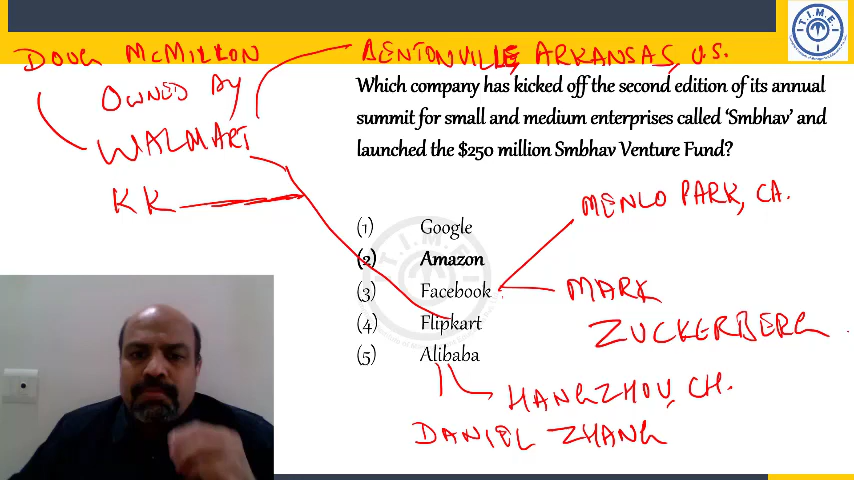 DOUG McMILLON
BENTONVILLE, ARKANSAS, U.S.
T.I.M.E.
OWNED BY
WALMART
KK
Which company has kicked off the second edition of its annual
summit for small and medium enterprises called ‘Smbhav’ and
launched the $250 million Smbhav Venture Fund?
MENLO PARK, CA.
(1) Google
(2) Amazon
(3) Facebook
(4) Flipkart
(5) Alibaba
MARK
ZUCKERBERG
HANGZHOU, CH.
DANIEL ZHANG